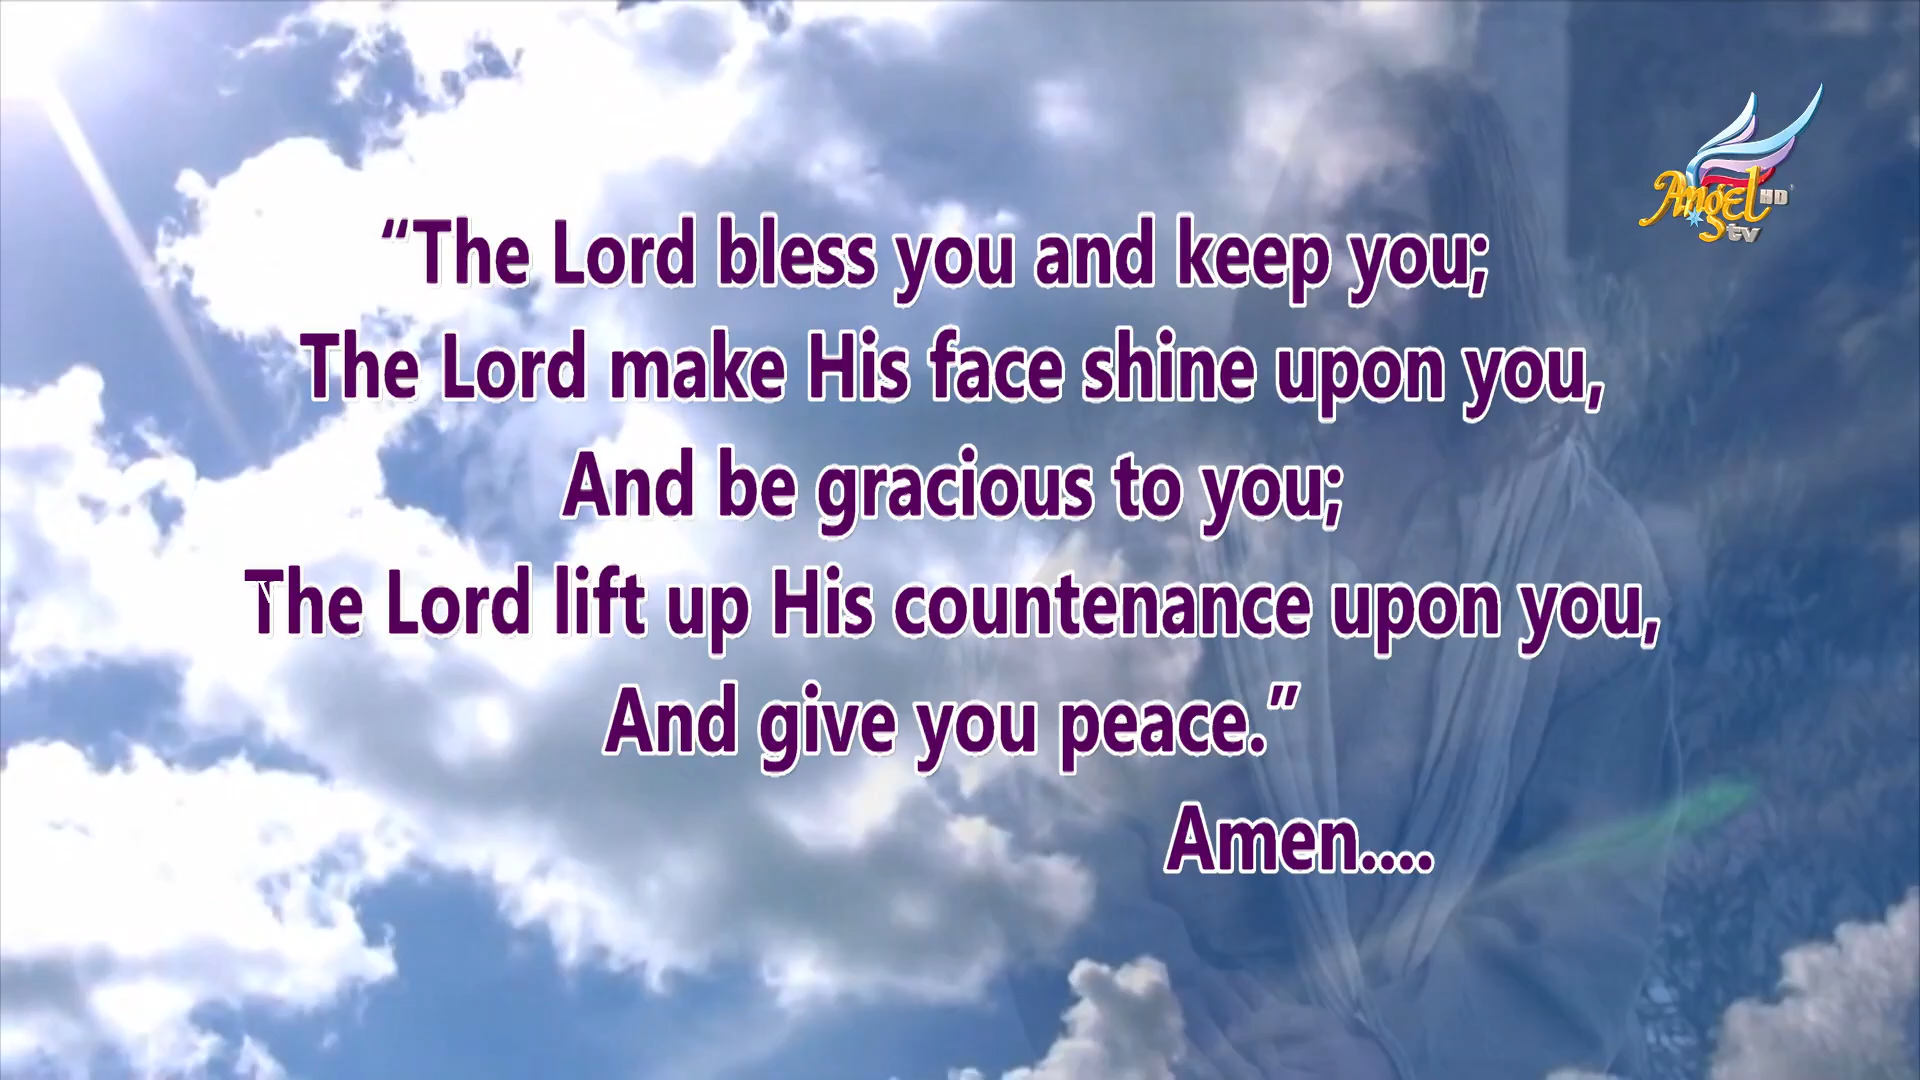 Angel HD
tv
“The Lord bless you and keep you;
The Lord make His face shine upon you,
And be gracious to you;
The Lord lift up His countenance upon you,
And give you peace.”
Amen....